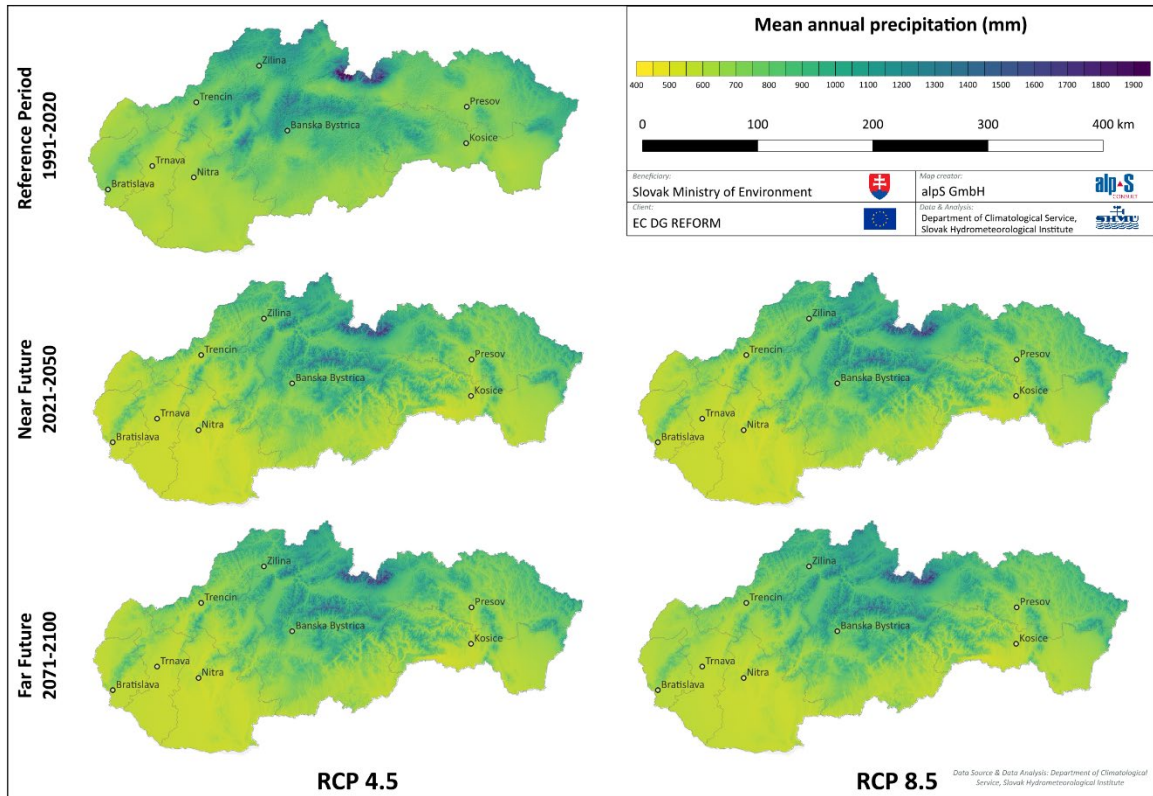 Mean annual precipitation (mm)
400 600 700 800 900 1000 1100 1200 1300 1400 1500 1600 1700 1800 1900
0 100 200 300 400 km
Beneficiary:
Slovak Ministry of Environment
Map creator:
alpS GmbH
alpS
CONSULT
Client:
EC DG REFORM
Data & Analysis:
Department of Climatological Service,
Slovak Hydrometeorological Institute
SHMU
Reference Period
1991-2020
Zilina
Trencin
Presov
Banska Bystrica
Kosice
Trnava
Nitra
Bratislava
Near Future
2021-2050
Zilina
Trencin
Presov
Banska Bystrica
Kosice
Trnava
Nitra
Bratislava
Zilina
Trencin
Presov
Banska Bystrica
Kosice
Trnava
Nitra
Bratislava
Far Future
2071-2100
Zilina
Trencin
Presov
Banska Bystrica
Kosice
Trnava
Nitra
Bratislava
Zilina
Trencin
Presov
Banska Bystrica
Kosice
Trnava
Nitra
Bratislava
RCP 4.5
RCP 8.5
Data Source & Data Analysis: Department of Climatological
Service, Slovak Hydrometeorological Institute